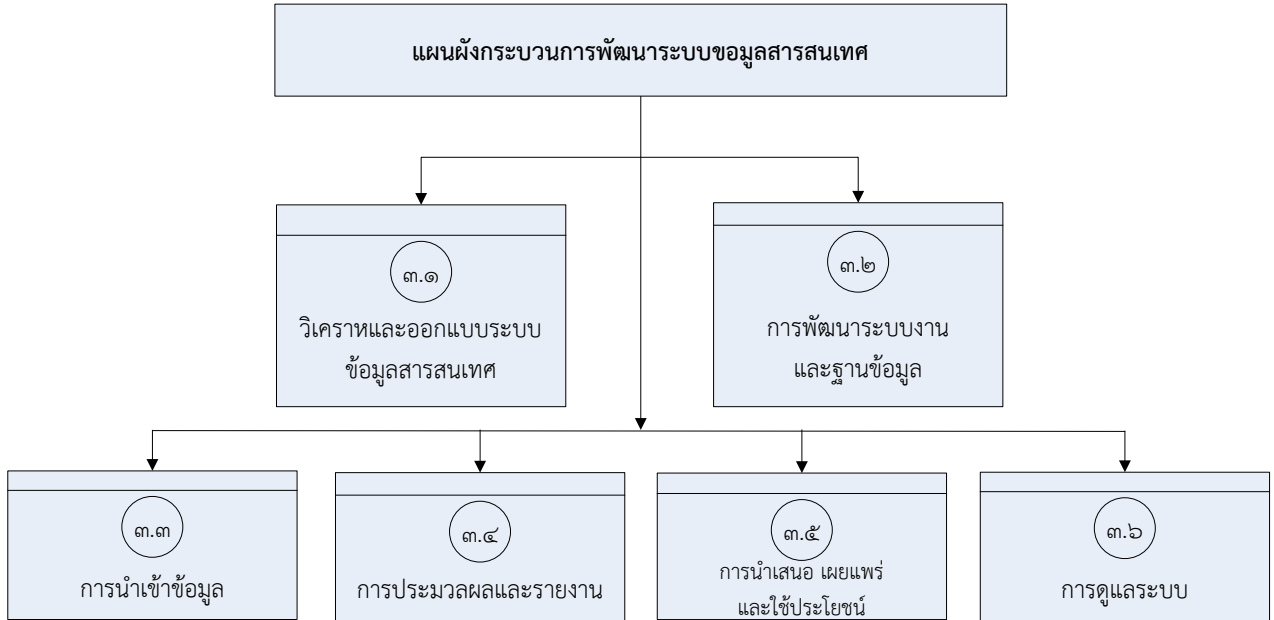 แผนผังกระบวนการพัฒนาระบบขอมูลสารสนเทศ
๓.๑
วิเคราหและออกแบบระบบ
ข้อมูลสารสนเทศ
๓.๒
การพัฒนาระบบงาน
และฐานข้อมูล
๓.๓
การนำเข้าข้อมูล
๓.๔
การประมวลผลและรายงาน
๓.๕
การนำเสนอ เผยแพร่
และใช้ประโยชน์
๓.๖
การดูแลระบบ